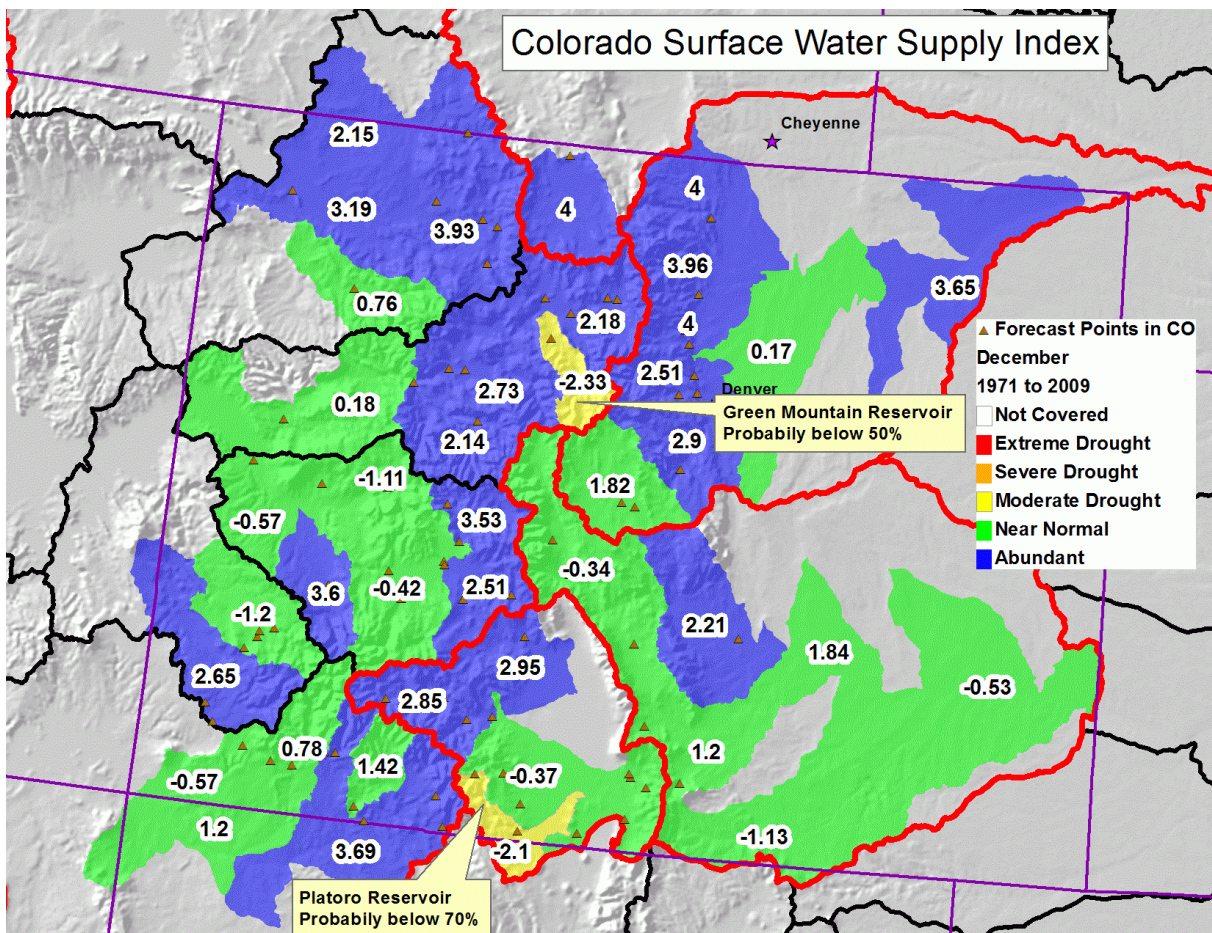 Colorado Surface Water Supply Index
Cheyenne
2.15
4
4
3.19
3.93
3.96
3.65
0.76
2.18
4
0.17
Forecast Points in CO
December
1971 to 2009
Not Covered
Extreme Drought
Severe Drought
Moderate Drought
Near Normal
Abundant
2.73
-2.33
2.51
Denver
Green Mountain Reservoir
Probabily below 50%
0.18
2.14
2.9
-1.11
1.82
-0.57
3.53
-0.34
3.6
-0.42
2.51
-1.2
2.21
1.84
2.65
2.95
-0.53
2.85
0.78
1.42
-0.37
1.2
-0.57
1.2
3.69
-2.1
-1.13
Platoro Reservoir
Probabily below 70%